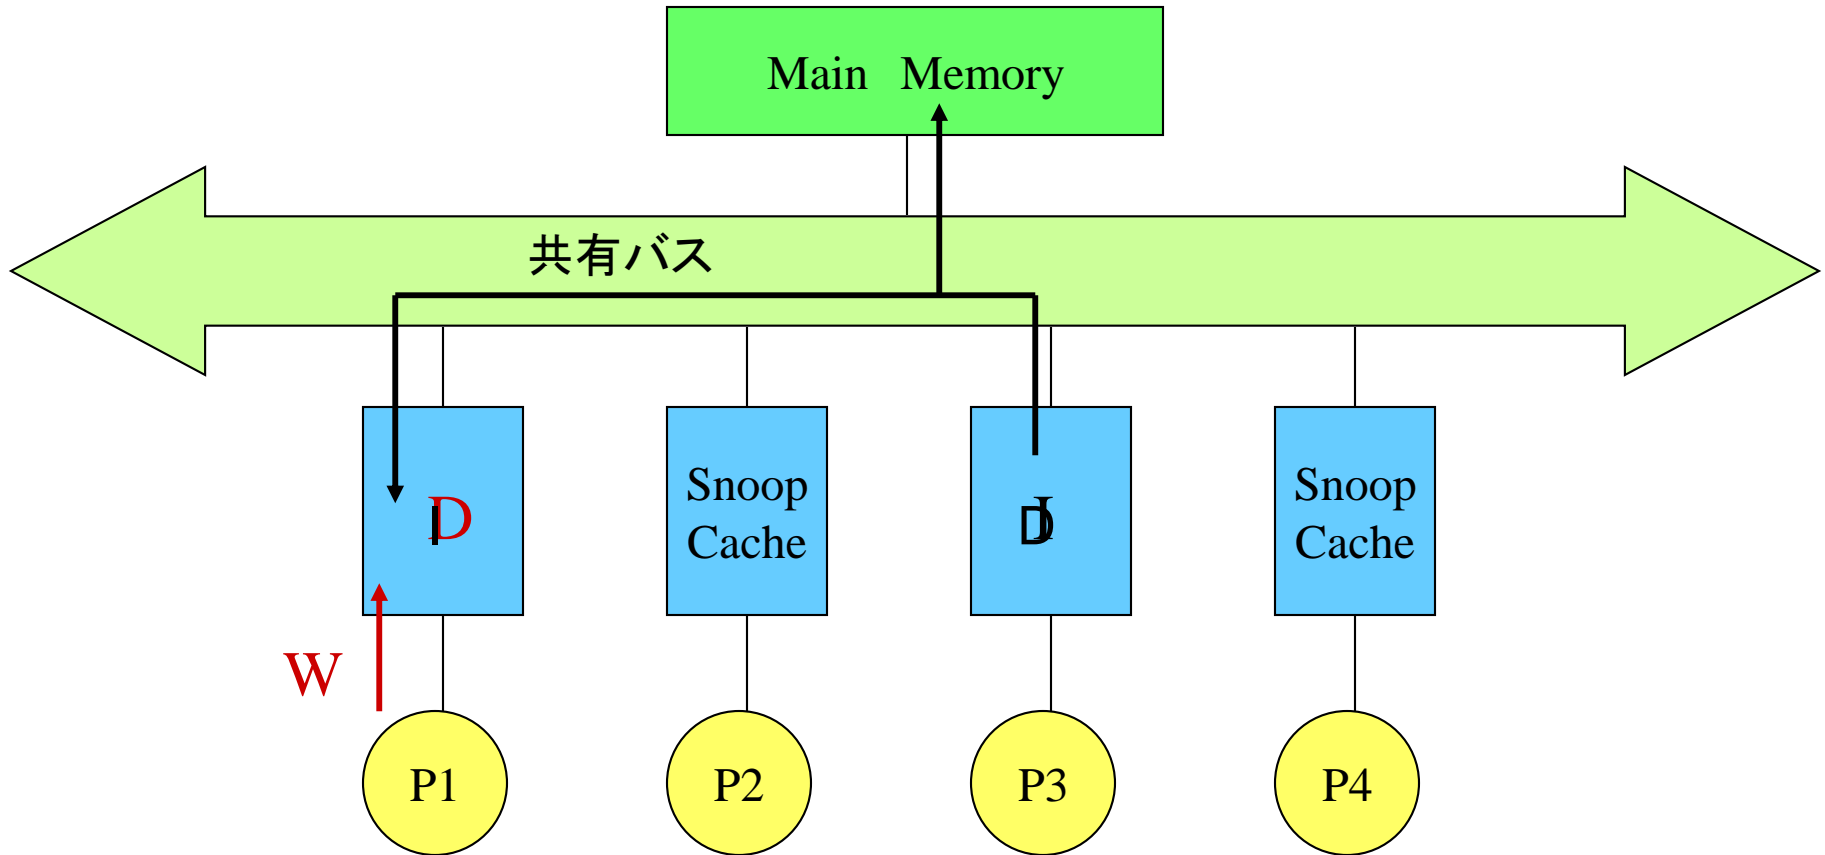 Main Memory
共有バス
I D
Snoop
Cache
D I
Snoop
Cache
W
P1
P2
P3
P4